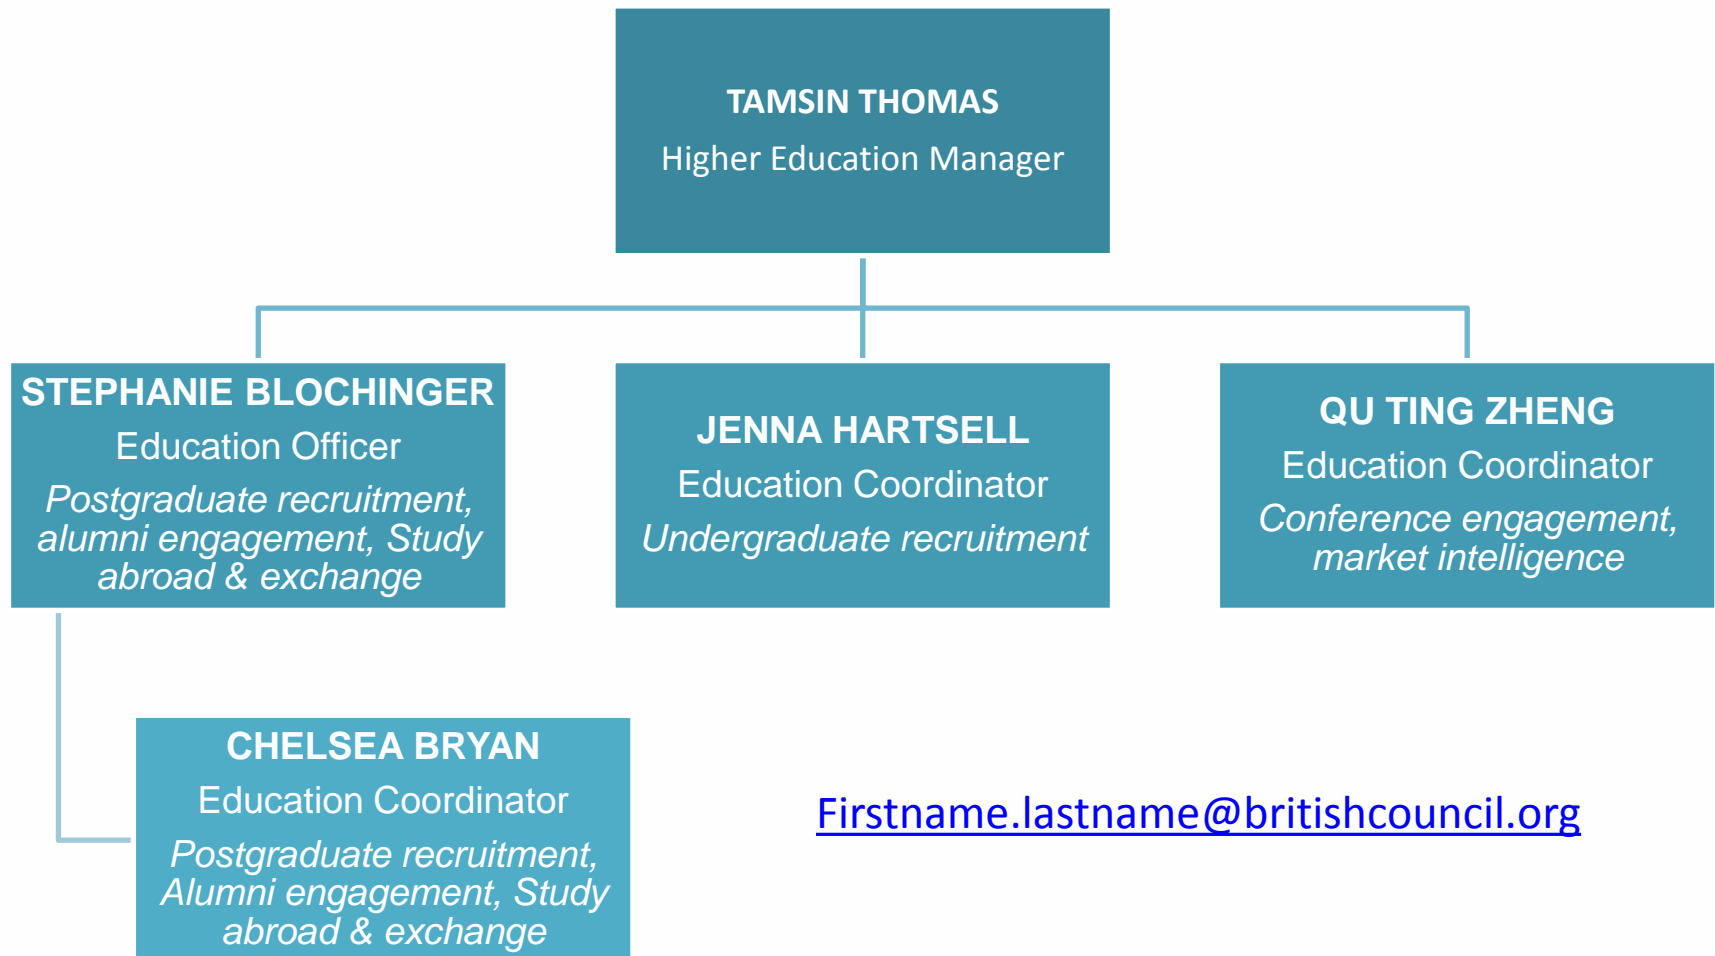 TAMSIN THOMAS
Higher Education Manager
STEPHANIE BLOCHINGER
Education Officer
Postgraduate recruitment,
alumni engagement, Study
abroad & exchange
JENNA HARTSELL
Education Coordinator
Undergraduate recruitment
QU TING ZHENG
Education Coordinator
Conference engagement,
market intelligence
CHELSEA BRYAN
Education Coordinator
Postgraduate recruitment,
Alumni engagement, Study
abroad & exchange
Firstname.lastname@britishcouncil.org